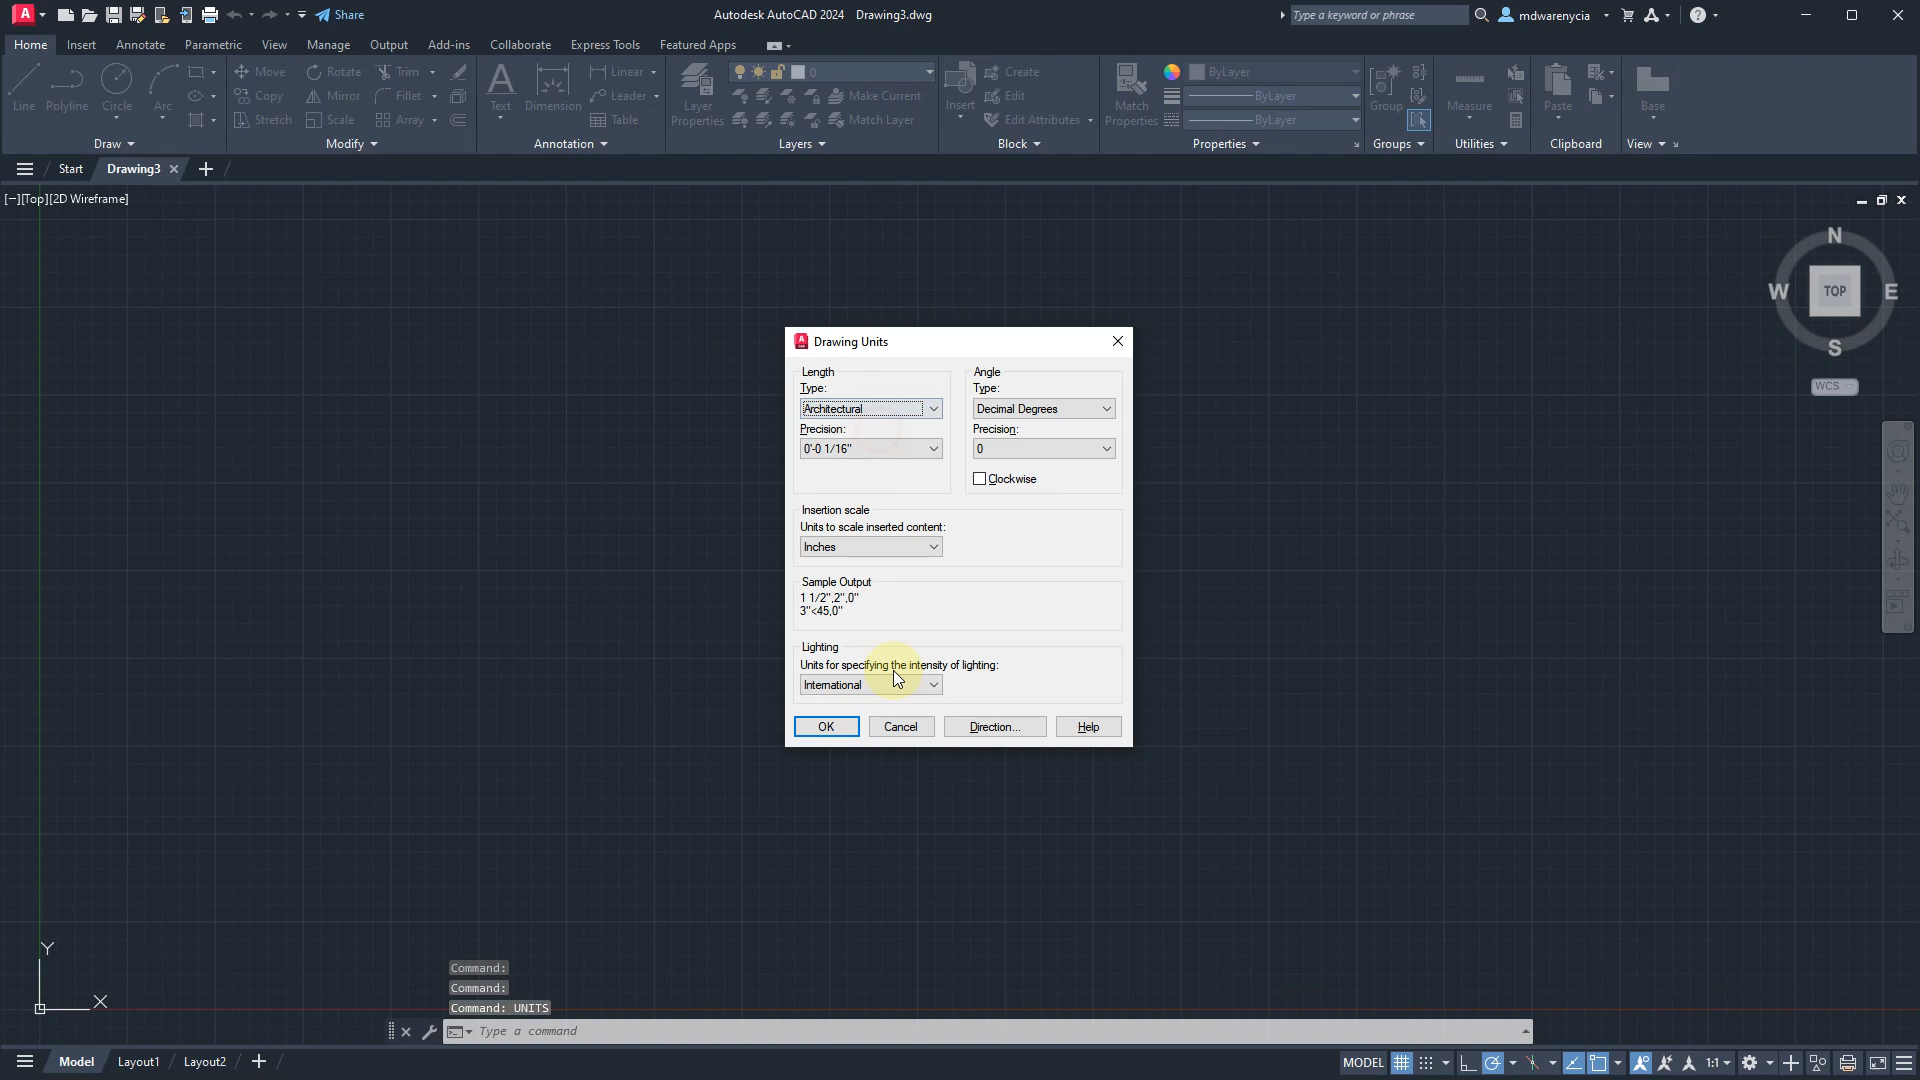 Share
Autodesk AutoCAD 2024 Drawing3.dwg
Type a keyword or phrase
mdwarenycia
Home Insert Annotate Parametric View Manage Output Add-ins Collaborate Express Tools Featured Apps
Line Polyline Circle Arc
Move Rotate Trim
Copy Mirror Fillet
Stretch Scale Array
Text Dimension
Linear
Leader
Table
Layer
Properties
0
Make Current
Match Layer
Insert
Create
Edit
Edit Attributes
Match
Properties
ByLayer
ByLayer
ByLayer
Group
Measure
Paste
Base
Draw Modify Annotation Layers Block Properties Groups Utilities Clipboard View
Start Drawing3
[−][Top][2D Wireframe]
N
W TOP E
S
WCS
Drawing Units
Length
Type:
Architectural
Precision:
0'-0 1/16"
Angle
Type:
Decimal Degrees
Precision:
0
Clockwise
Insertion scale
Units to scale inserted content:
Inches
Sample Output
1 1/2",2",0"
3"<45,0"
Lighting
Units for specifying the intensity of lighting:
International
OK Cancel Direction... Help
Y
X
Command:
Command:
Command: UNITS
Type a command
Model Layout1 Layout2
MODEL 1:1